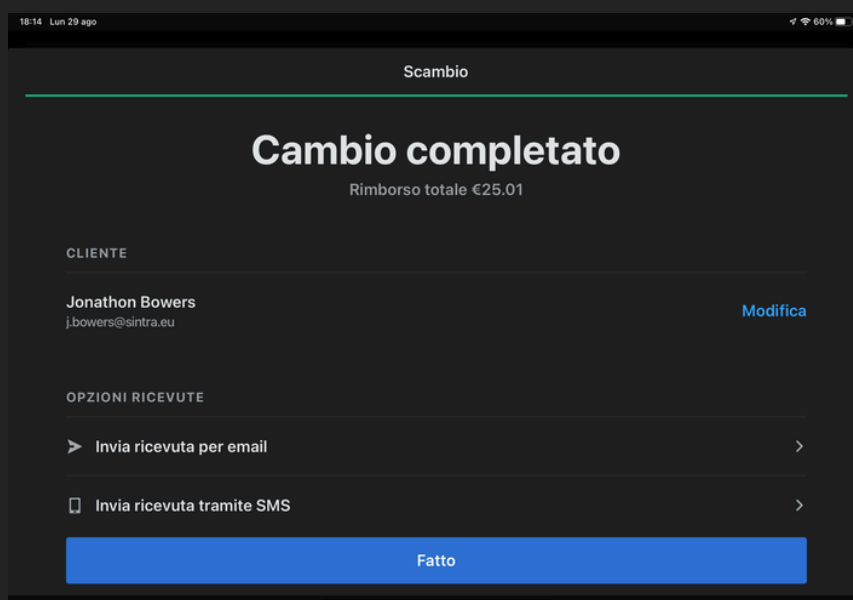 18:14 Lun 29 ago
60%
Scambio
Cambio completato
Rimborso totale €25.01
CLIENTE
Jonathon Bowers
j.bowers@sintra.eu
Modifica
OPZIONI RICEVUTE
Invia ricevuta per email
Invia ricevuta tramite SMS
Fatto